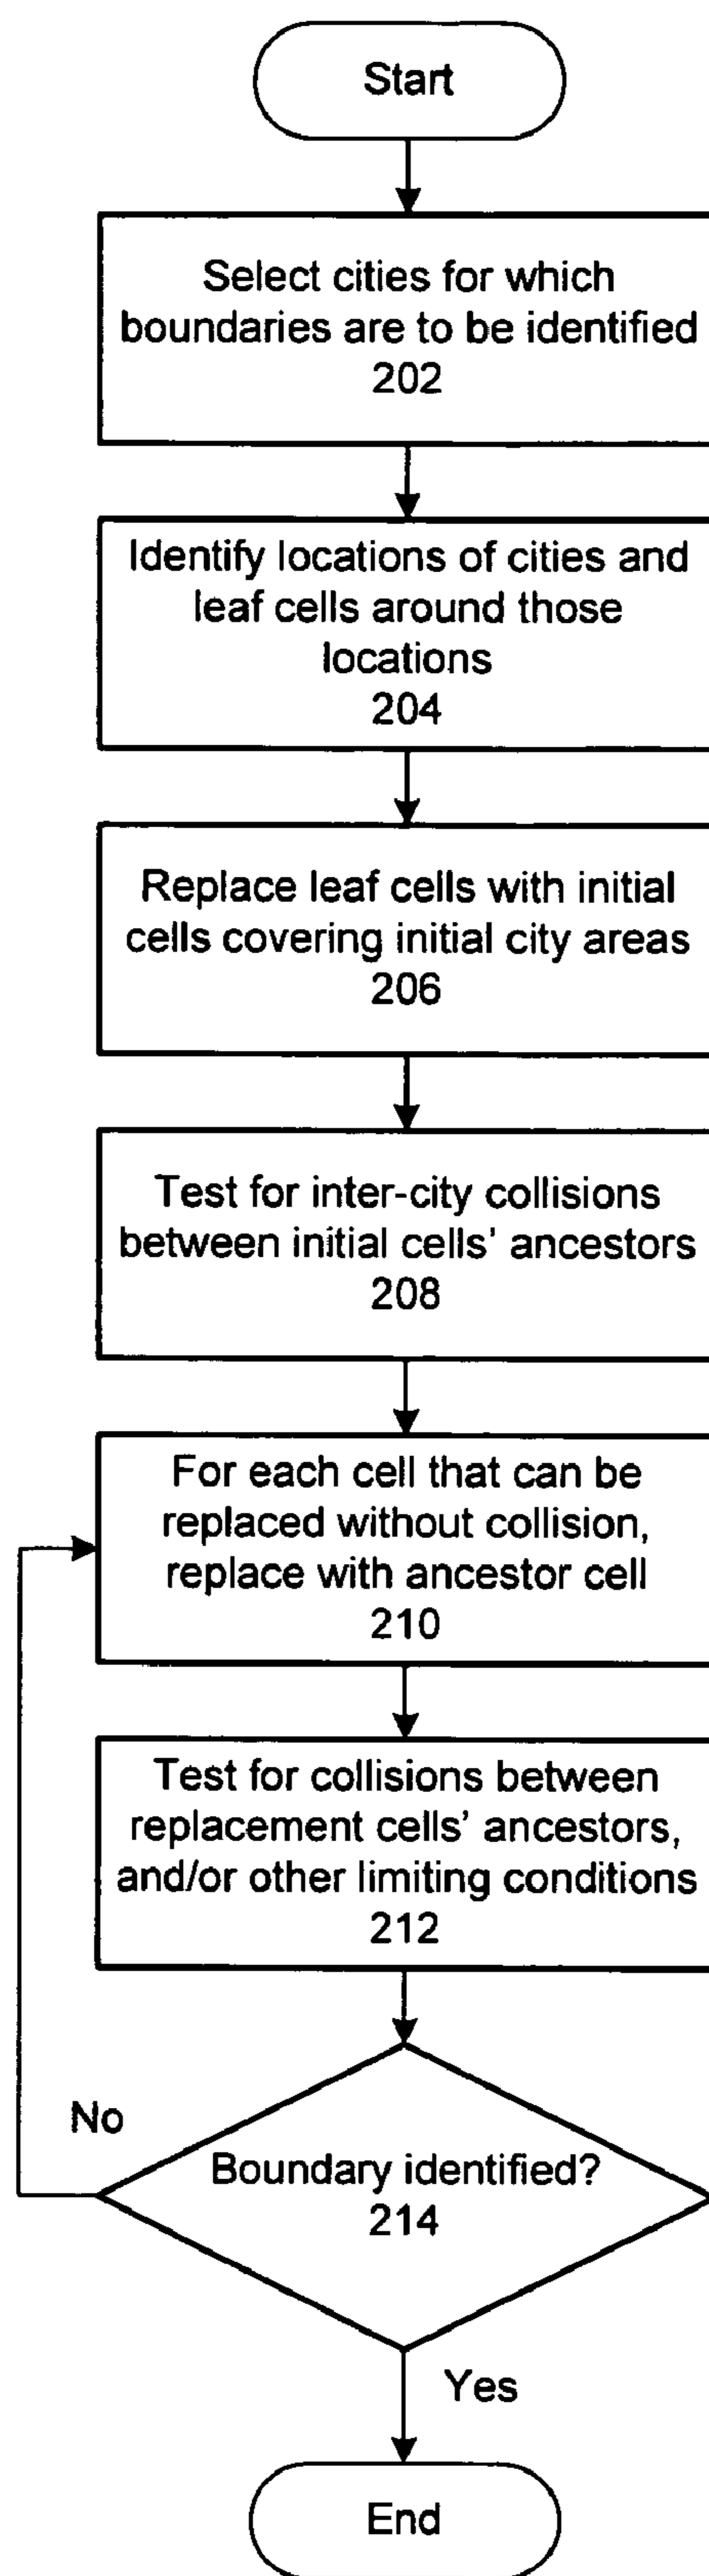 Start
Select cities for which
boundaries are to be identified
202
Identify locations of cities and
leaf cells around those
locations
204
Replace leaf cells with initial
cells covering initial city areas
206
Test for inter-city collisions
between initial cells' ancestors
208
For each cell that can be
replaced without collision,
replace with ancestor cell
210
Test for collisions between
replacement cells' ancestors,
and/or other limiting conditions
212
No
Boundary identified?
214
Yes
End